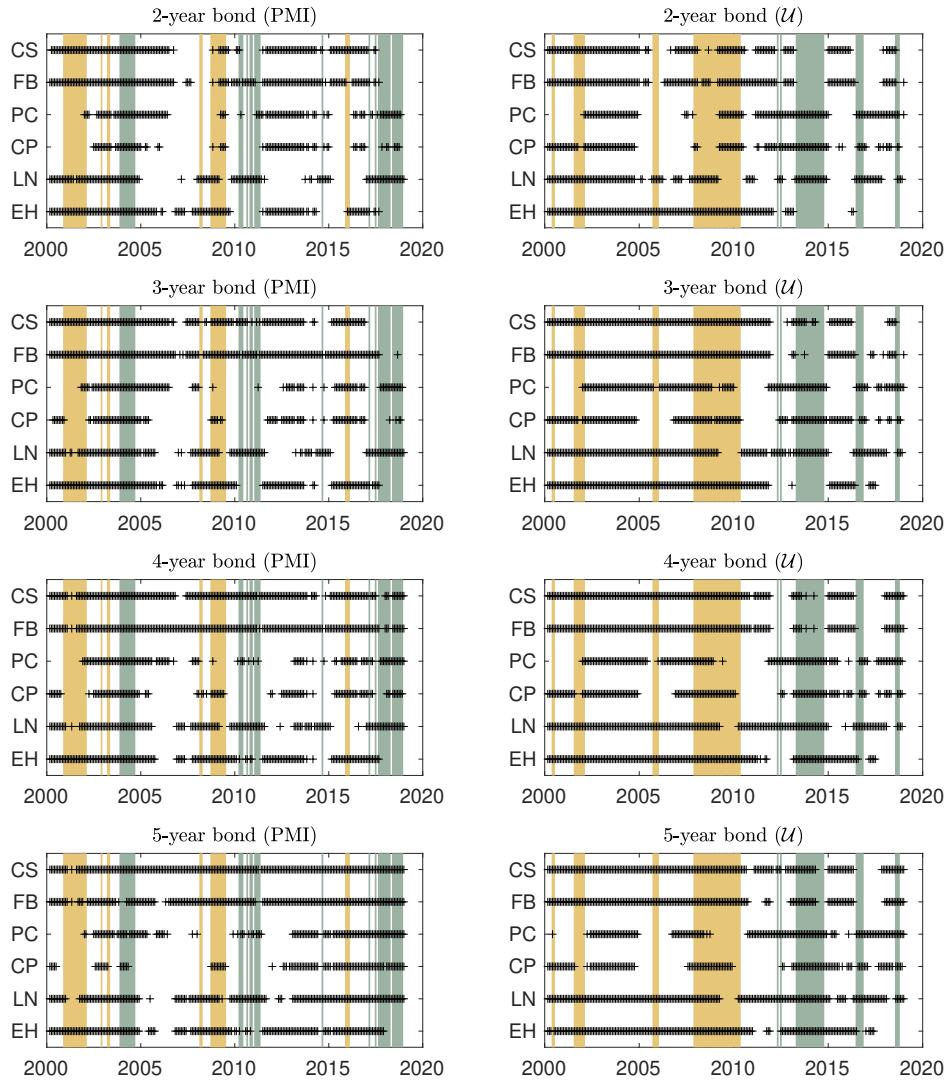 2-year bond (PMI)
CS
FB
PC
CP
LN
EH
2000 2005 2010 2015 2020
2-year bond (𝒰)
CS
FB
PC
CP
LN
EH
2000 2005 2010 2015 2020
3-year bond (PMI)
CS
FB
PC
CP
LN
EH
2000 2005 2010 2015 2020
3-year bond (𝒰)
CS
FB
PC
CP
LN
EH
2000 2005 2010 2015 2020
4-year bond (PMI)
CS
FB
PC
CP
LN
EH
2000 2005 2010 2015 2020
4-year bond (𝒰)
CS
FB
PC
CP
LN
EH
2000 2005 2010 2015 2020
5-year bond (PMI)
CS
FB
PC
CP
LN
EH
2000 2005 2010 2015 2020
5-year bond (𝒰)
CS
FB
PC
CP
LN
EH
2000 2005 2010 2015 2020